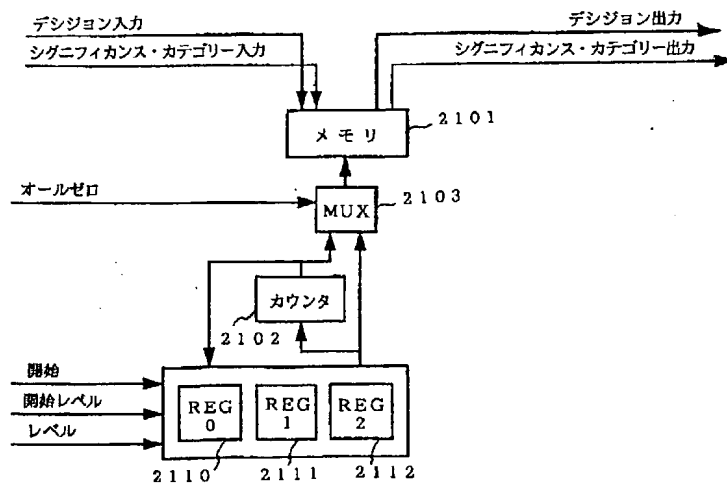 デシジョン入力
デシジョン出力
シグニフィカンス・カテゴリー入力
シグニフィカンス・カテゴリー出力
メモリ
2101
オールゼロ
MUX
2103
カウンタ
2102
開始
開始レベル
レベル
REG
0
REG
1
REG
2
2110
2111
2112